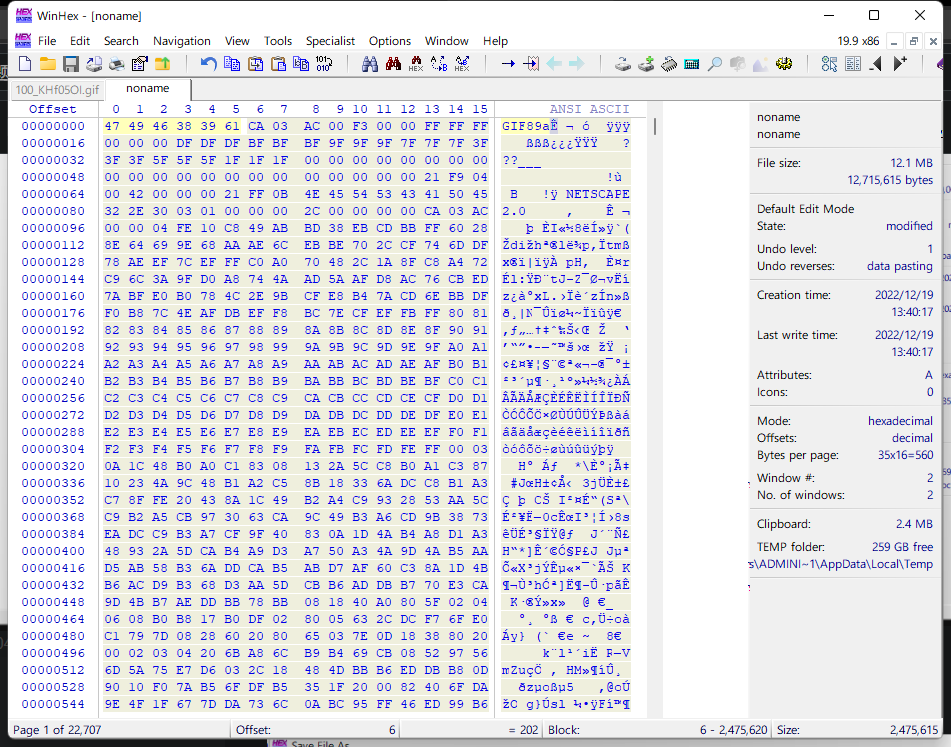 WinHex - [noname]
File Edit Search Navigation View Tools Specialist Options Window Help
19.9 x86
100_KHf05OI.gif noname
Offset 0 1 2 3 4 5 6 7 8 9 10 11 12 13 14 15 ANSI ASCII
00000000 47 49 46 38 39 61 CA 03 AC 00 F3 00 00 FF FF FF GIF89aÊ ¬ ó ÿÿÿ
00000016 00 00 00 DF DF DF BF BF BF 9F 9F 9F 7F 7F 7F 3F ßßß¿¿¿ŸŸŸ ?
00000032 3F 3F 5F 5F 5F 1F 1F 1F 00 00 00 00 00 00 00 00 ??___
00000048 00 00 00 00 00 00 00 00 00 00 00 00 00 21 F9 04 !ù
00000064 00 42 00 00 00 21 FF 0B 4E 45 54 53 43 41 50 45 B !ÿ NETSCAPE
00000080 32 2E 30 03 01 00 00 00 2C 00 00 00 00 CA 03 AC 2.0 , Ê ¬
00000096 00 00 04 FE 10 C8 49 AB BD 38 EB CD BB FF 60 28 þ ÈI«½8ëÍ»ÿ`(
00000112 8E 64 69 9E 68 AA AE 6C EB BE 70 2C CF 74 6D DF Ždižhª®lë¾p,Ïtmß
00000128 78 AE EF 7C EF FF C0 A0 70 48 2C 1A 8F C8 A4 72 x®ï|ïÿÀ pH, È¤r
00000144 C9 6C 3A 9F D0 A8 74 4A AD 5A AF D8 AC 76 CB ED Él:ŸÐ¨tJ-Z¯Ø¬vËí
00000160 7A BF E0 B0 78 4C 2E 9B CF E8 B4 7A CD 6E BB DF z¿à°xL.›Ïè´zÍn»ß
00000176 F0 B8 7C 4E AF DB EF F8 BC 7E CF EF FB FF 80 81 ð¸|N¯Ûïø¼~Ïïûÿ€
00000192 82 83 84 85 86 87 88 89 8A 8B 8C 8D 8E 8F 90 91 ‚ƒ„…†‡ˆ‰Š‹Œ Ž ‘
00000208 92 93 94 95 96 97 98 99 9A 9B 9C 9D 9E 9F A0 A1 ’“”•–—˜™š›œ žŸ ¡
00000224 A2 A3 A4 A5 A6 A7 A8 A9 AA AB AC AD AE AF B0 B1 ¢£¤¥¦§¨©ª«¬-®¯°±
00000240 B2 B3 B4 B5 B6 B7 B8 B9 BA BB BC BD BE BF C0 C1 ²³´µ¶·¸¹º»¼½¾¿ÀÁ
00000256 C2 C3 C4 C5 C6 C7 C8 C9 CA CB CC CD CE CF D0 D1 ÂÃÄÅÆÇÈÉÊËÌÍÎÏÐÑ
00000272 D2 D3 D4 D5 D6 D7 D8 D9 DA DB DC DD DE DF E0 E1 ÒÓÔÕÖ×ØÙÚÛÜÝÞßàá
00000288 E2 E3 E4 E5 E6 E7 E8 E9 EA EB EC ED EE EF F0 F1 âãäåæçèéêëìíîïðñ
00000304 F2 F3 F4 F5 F6 F7 F8 F9 FA FB FC FD FE FF 00 03 òóôõö÷øùúûüýþÿ
00000320 0A 1C 48 B0 A0 C1 83 08 13 2A 5C C8 B0 A1 C3 87 H° Áƒ *\È°¡Ã‡
00000336 10 23 4A 9C 48 B1 A2 C5 8B 18 33 6A DC C8 B1 A3 #JœH±¢Å‹ 3jÜÈ±£
00000352 C7 8F FE 20 43 8A 1C 49 B2 A4 C9 93 28 53 AA 5C Ç þ CŠ I²¤É“(Sª\
00000368 C9 B2 A5 CB 97 30 63 CA 9C 49 B3 A6 CD 9B 38 73 É²¥Ë—0cÊœI³¦Í›8s
00000384 EA DC C9 B3 A7 CF 9F 40 83 0A 1D 4A B4 A8 D1 A3 êÜÉ³§ÏŸ@ƒ J´¨Ñ£
00000400 48 93 2A 5D CA B4 A9 D3 A7 50 A3 4A 9D 4A B5 AA H“*]Ê´©Ó§P£J Jµª
00000416 D5 AB 58 B3 6A DD CA B5 AB D7 AF 60 C3 8A 1D 4B Õ«X³jÝÊµ«×¯`ÃŠ K
00000432 B6 AC D9 B3 68 D3 AA 5D CB B6 AD DB B7 70 E3 CA ¶¬Ù³hÓª]Ë¶-Û·pãÊ
00000448 9D 4B B7 AE DD BB 78 BB 08 18 40 A0 80 5F 02 04 K·®Ý»x» @ €_
00000464 06 08 B0 B8 17 B0 DF 02 80 05 63 2C DC F7 6F E0 °¸ °ß € c,Ü÷oà
00000480 C1 79 7D 08 28 60 20 80 65 03 7E 0D 18 38 80 20 Áy} (` €e ~ 8€
00000496 00 02 03 04 20 6B A8 6C B9 B4 69 CB 08 52 97 56 k¨l¹´iË R—V
00000512 6D 5A 75 E7 D6 03 2C 18 48 4D BB B6 ED DB B8 0D mZuçÖ , HM»¶íÛ¸
00000528 90 10 F0 7A B5 6F DF B5 35 1F 20 00 82 40 6F DA ðzµoßµ5 ‚@oÚ
00000544 9E 4F 1F 67 7D DA 73 6C 0A BC 95 FF 46 ED 99 B6 žO g}Úsl ¼•ÿFí™¶
noname
noname
File size: 12.1 MB
12,715,615 bytes
Default Edit Mode
State: modified
Undo level: 1
Undo reverses: data pasting
Creation time: 2022/12/19
13:40:17
Last write time: 2022/12/19
13:40:17
Attributes: A
Icons: 0
Mode: hexadecimal
Offsets: decimal
Bytes per page: 35x16=560
Window #: 2
No. of windows: 2
Clipboard: 2.4 MB
TEMP folder: 259 GB free
s\ADMINI~1\AppData\Local\Temp
Page 1 of 22,707 Offset: 6 = 202 Block: 6 - 2,475,620 Size: 2,475,615
Save File As